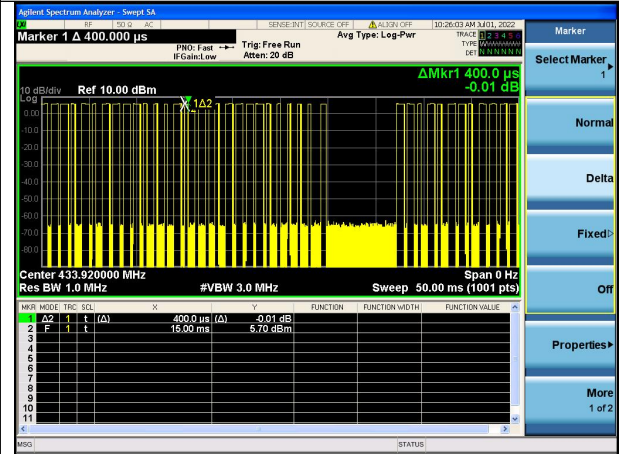 Agilent Spectrum Analyzer - Swept SA
RF 50 Ω AC SENSE:INT SOURCE OFF ALIGN OFF 10:26:03 AM Jul 01, 2022
Marker 1 Δ 400.000 µs
PNO: Fast
IFGain:Low
Trig: Free Run
Atten: 20 dB
Avg Type: Log-Pwr
TRACE 1 2 3 4 5 6
TYPE
DET N N N N N N
ΔMkr1 400.0 µs
-0.01 dB
10 dB/div Ref 10.00 dBm
Log
1Δ2
0.00
-10.0
-20.0
-30.0
-40.0
-50.0
-60.0
-70.0
-80.0
Center 433.920000 MHz Span 0 Hz
Res BW 1.0 MHz #VBW 3.0 MHz Sweep 50.00 ms (1001 pts)
MKR MODE TRC SCL X Y FUNCTION FUNCTION WIDTH FUNCTION VALUE
1 Δ2 1 t (Δ) 400.0 µs (Δ) -0.01 dB
2 F 1 t 15.00 ms 5.70 dBm
3
4
5
6
7
8
9
10
11
MSG STATUS
Marker
Select Marker
1
Normal
Delta
Fixed
Off
Properties
More
1 of 2